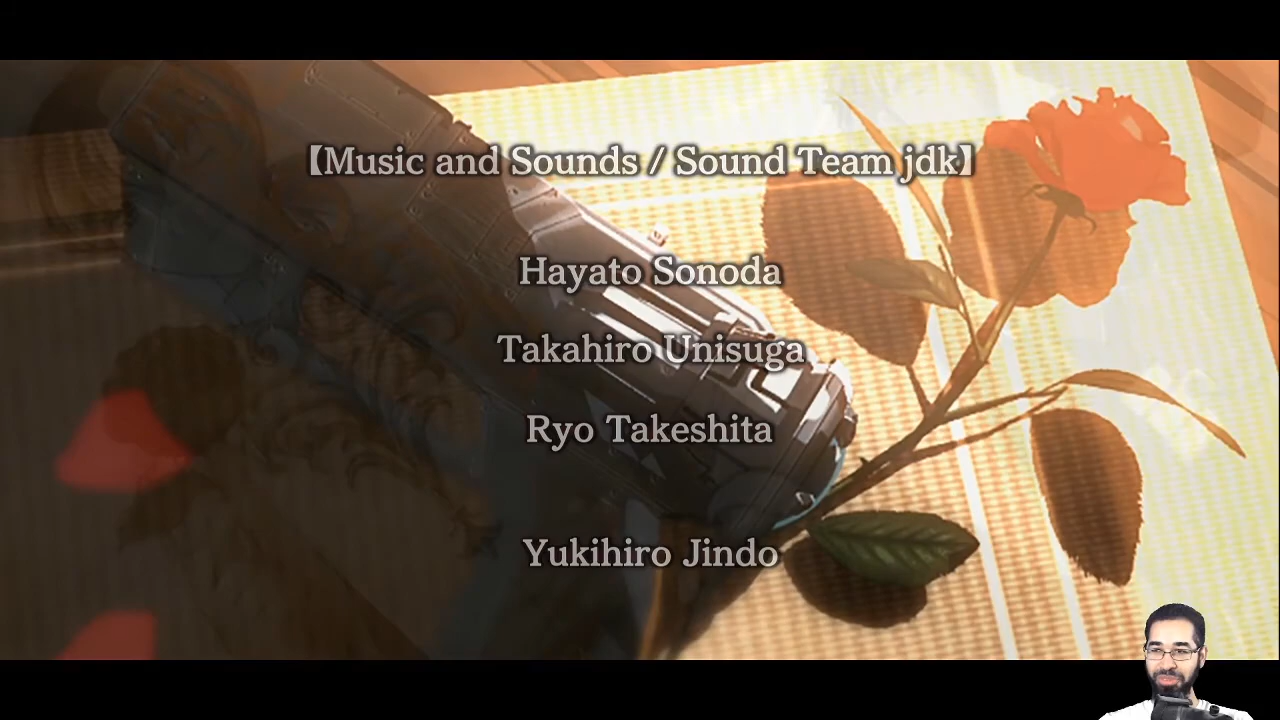 【Music and Sounds / Sound Team jdk】
Hayato Sonoda
Takahiro Unisuga
Ryo Takeshita
Yukihiro Jindo